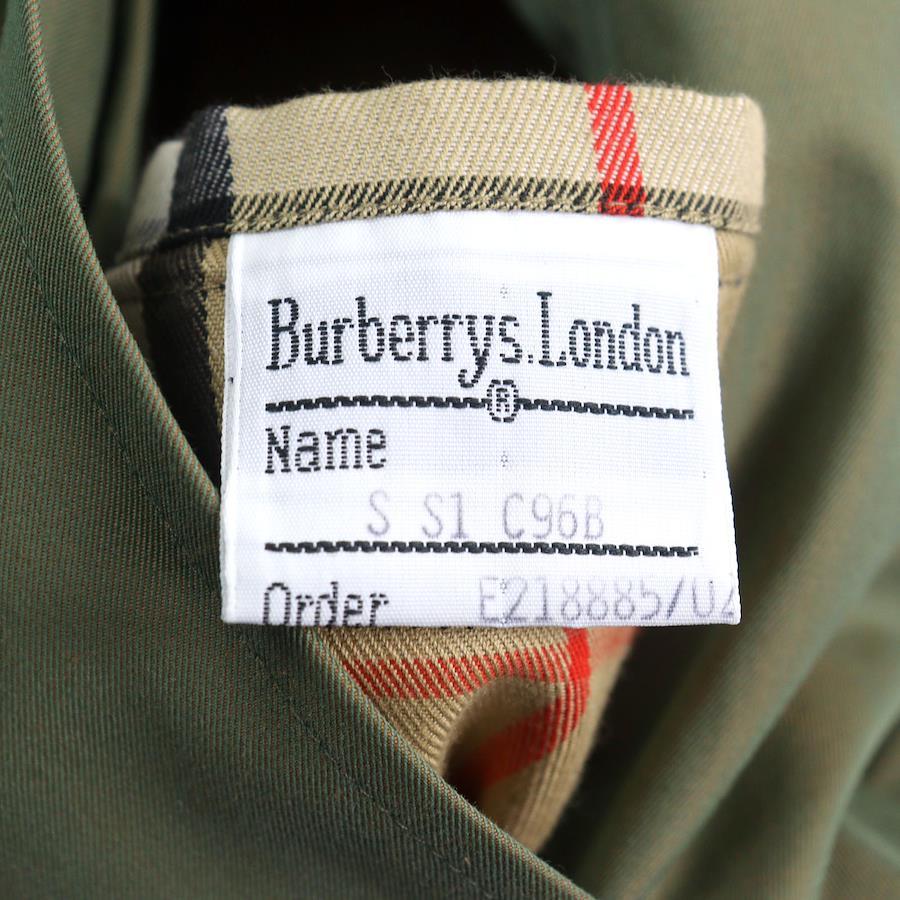 Burberrys.London
®
Name
S S1 C96B
Order E218885/02